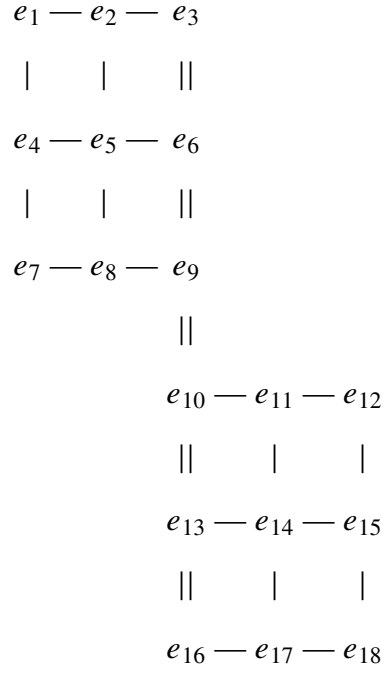 e₁ — e₂ — e₃
| | ||
e₄ — e₅ — e₆
| | ||
e₇ — e₈ — e₉
||
e₁₀ — e₁₁ — e₁₂
|| | |
e₁₃ — e₁₄ — e₁₅
|| | |
e₁₆ — e₁₇ — e₁₈